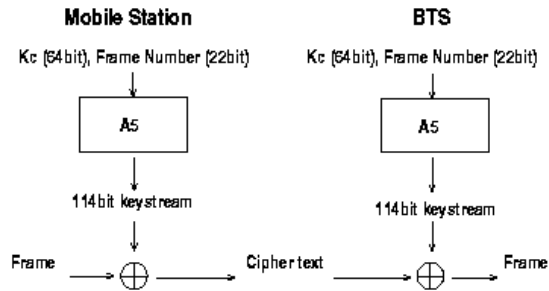 Mobile Station BTS
Kc (64bit), Frame Number (22bit) Kc (64bit), Frame Number (22bit)
A5 A5
114bit keystream 114bit keystream
Frame Cipher text Frame